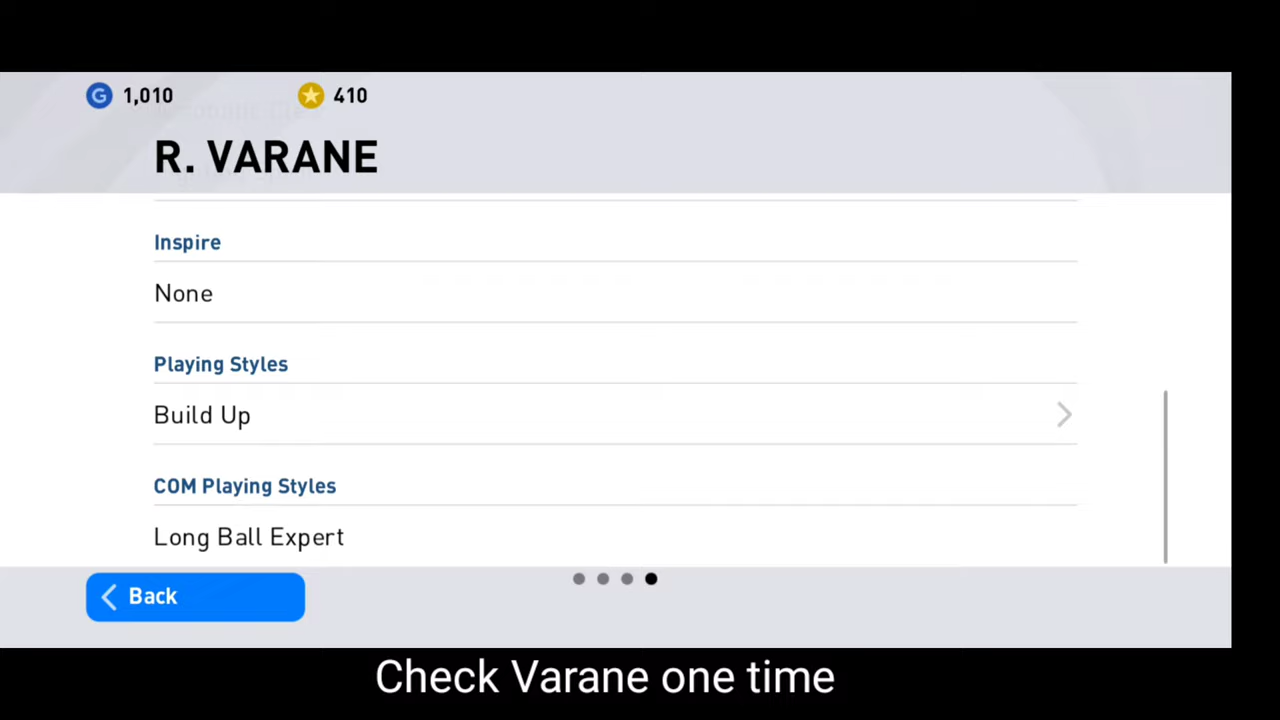 G 1,010 410
R. VARANE
Inspire
None
Playing Styles
Build Up
COM Playing Styles
Long Ball Expert
Back
Check Varane one time